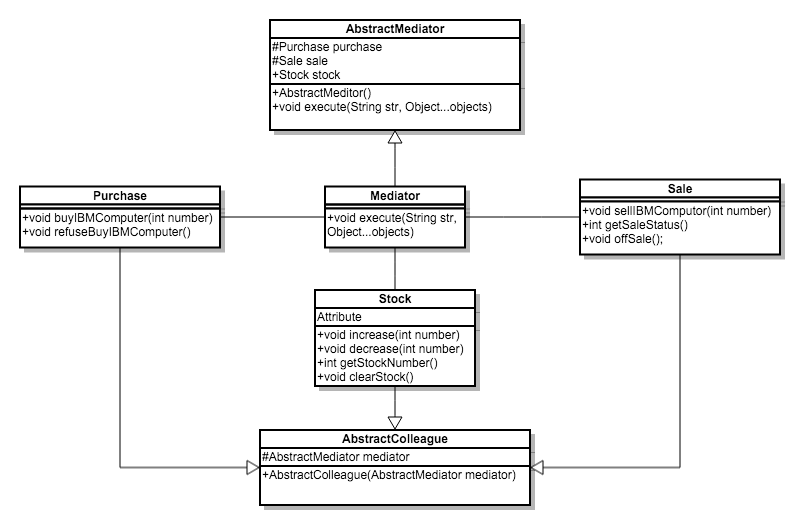 AbstractMediator
#Purchase purchase
#Sale sale
+Stock stock
+AbstractMeditor()
+void execute(String str, Object...objects)
Purchase
+void buyIBMComputer(int number)
+void refuseBuyIBMComputer()
Mediator
+void execute(String str,
Object...objects)
Sale
+void sellIBMComputor(int number)
+int getSaleStatus()
+void offSale();
Stock
Attribute
+void increase(int number)
+void decrease(int number)
+int getStockNumber()
+void clearStock()
AbstractColleague
#AbstractMediator mediator
+AbstractColleague(AbstractMediator mediator)